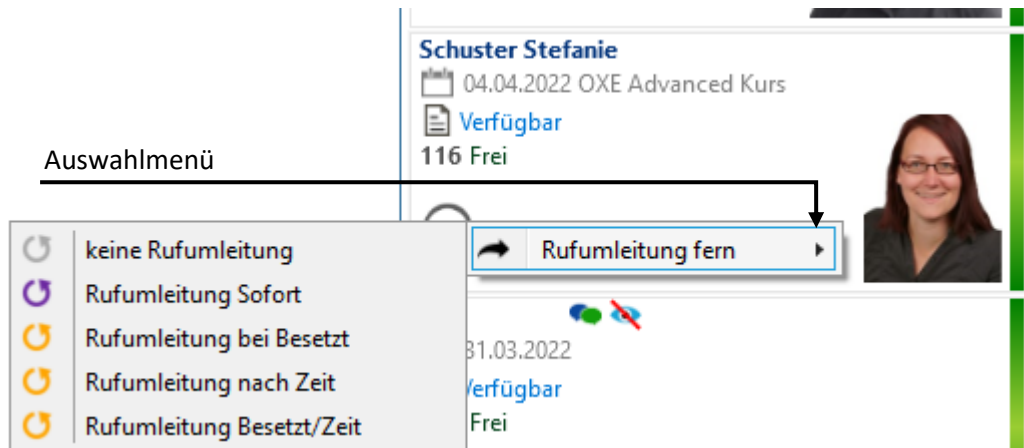 Schuster Stefanie
04.04.2022 OXE Advanced Kurs
Verfügbar
116 Frei
Auswahlmenü
Rufumleitung fern
keine Rufumleitung
Rufumleitung Sofort
Rufumleitung bei Besetzt
Rufumleitung nach Zeit
Rufumleitung Besetzt/Zeit
31.03.2022
Verfügbar
Frei